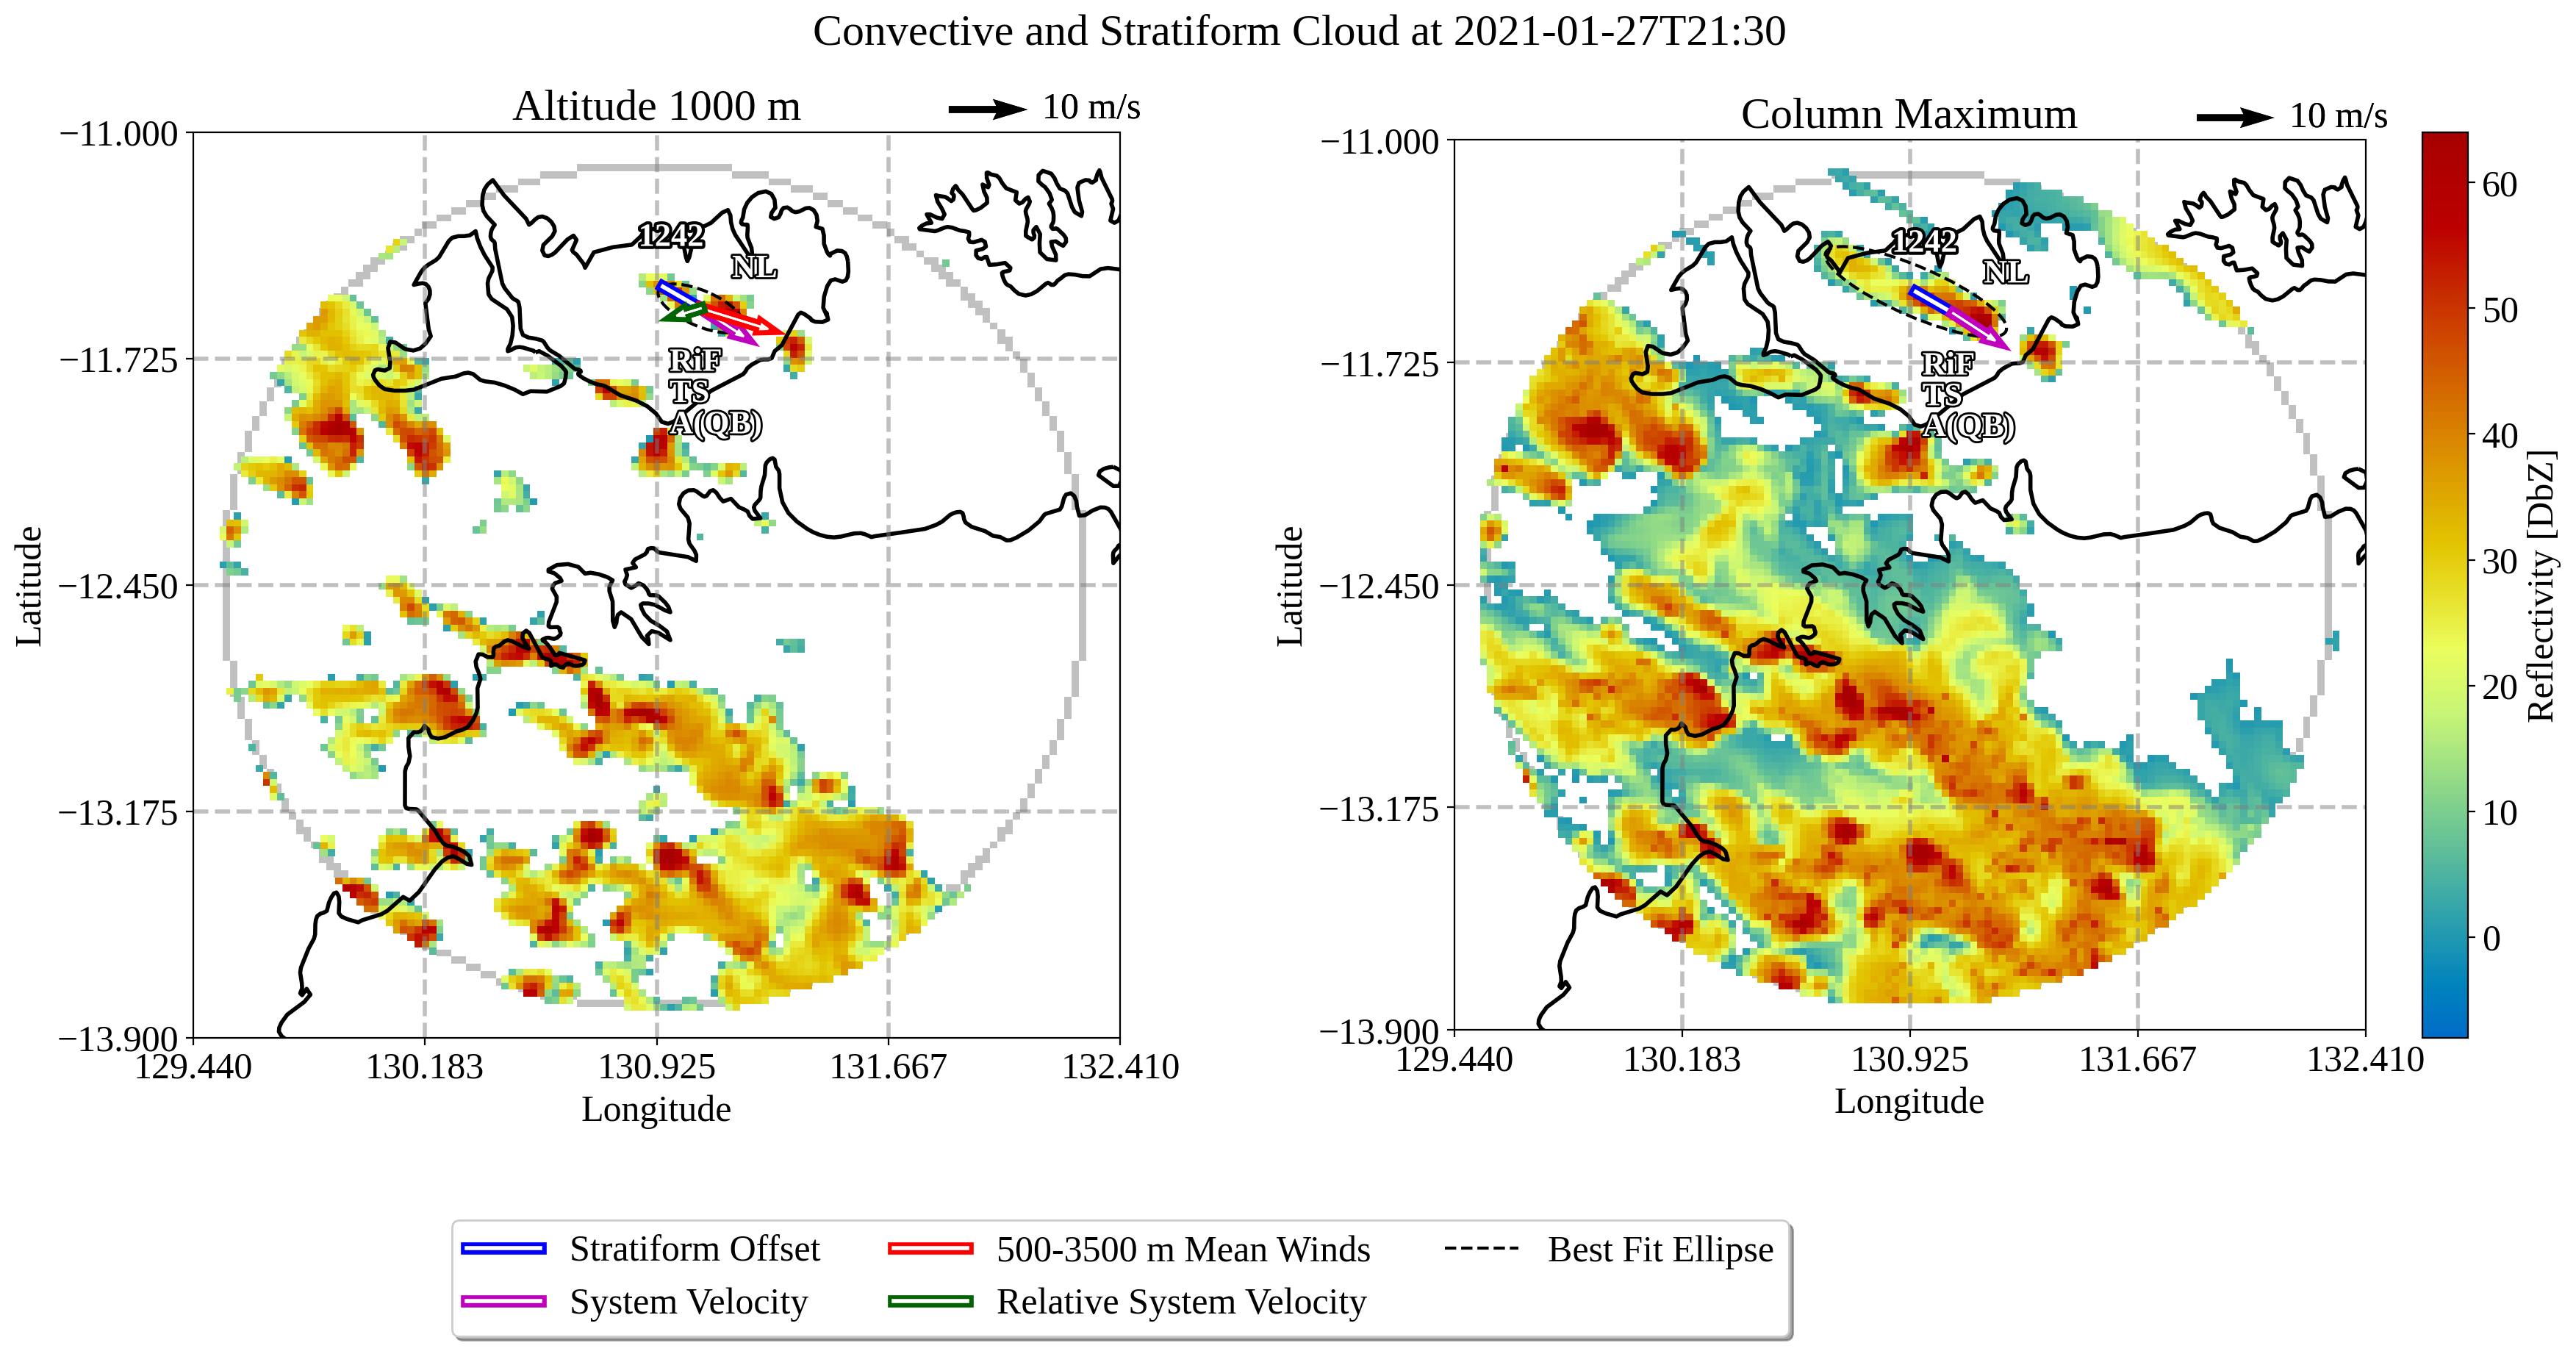 Convective and Stratiform Cloud at 2021-01-27T21:30
Altitude 1000 m
10 m/s
−11.000
−11.725
−12.450
−13.175
−13.900
Latitude
129.440
130.183
130.925
131.667
132.410
Longitude
1242
NL
RiF
TS
A(QB)
Column Maximum
10 m/s
−11.000
−11.725
−12.450
−13.175
−13.900
Latitude
129.440
130.183
130.925
131.667
132.410
Longitude
1242
NL
RiF
TS
A(QB)
60
50
40
30
20
10
0
Reflectivity [DbZ]
Stratiform Offset
System Velocity
500-3500 m Mean Winds
Relative System Velocity
Best Fit Ellipse